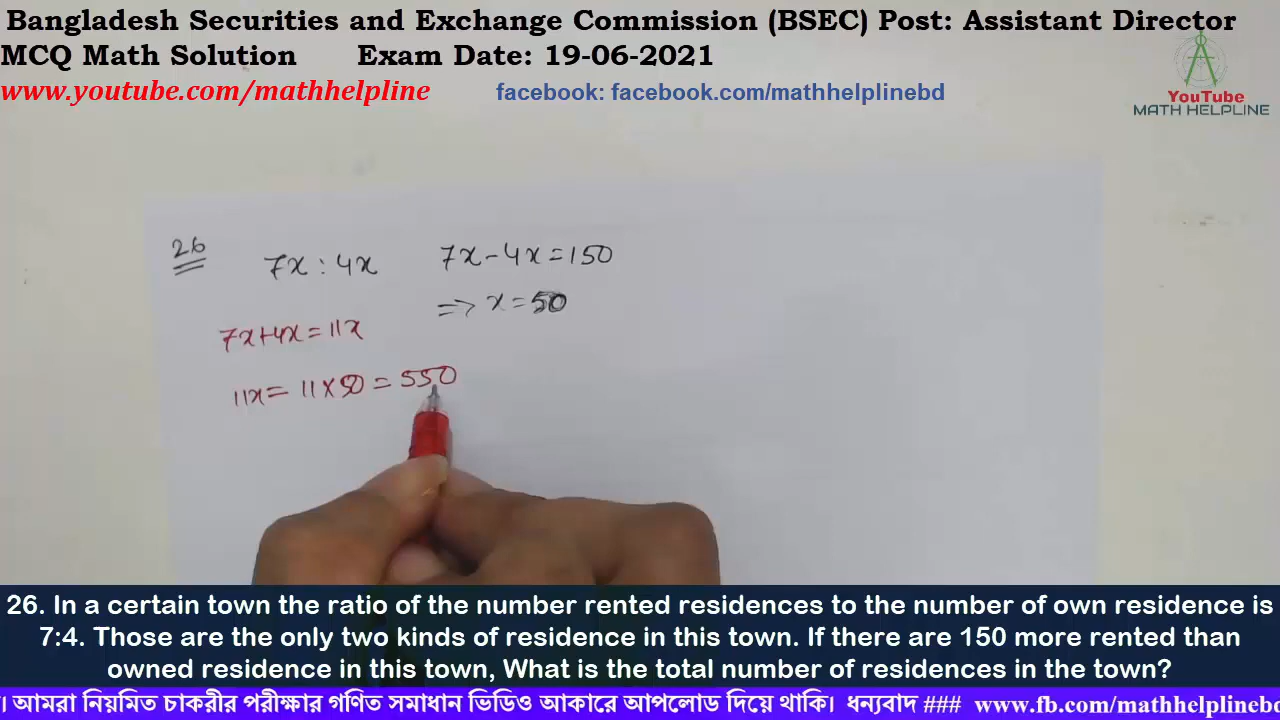 Bangladesh Securities and Exchange Commission (BSEC) Post: Assistant Director
MCQ Math Solution Exam Date: 19-06-2021
www.youtube.com/mathhelpline facebook: facebook.com/mathhelplinebd
YouTube
MATH HELPLINE
26
7x : 4x
7x - 4x = 150
=> x = 50
7x+4x = 11x
11x = 11 x 50 = 550
26. In a certain town the ratio of the number rented residences to the number of own residence is
7:4. Those are the only two kinds of residence in this town. If there are 150 more rented than
owned residence in this town, What is the total number of residences in the town?
আমরা নিয়মিত চাকরীর পরীক্ষার গণিত সমাধান ভিডিও আকারে আপলোড দিয়ে থাকি। ধন্যবাদ ### www.fb.com/mathhelplinebd